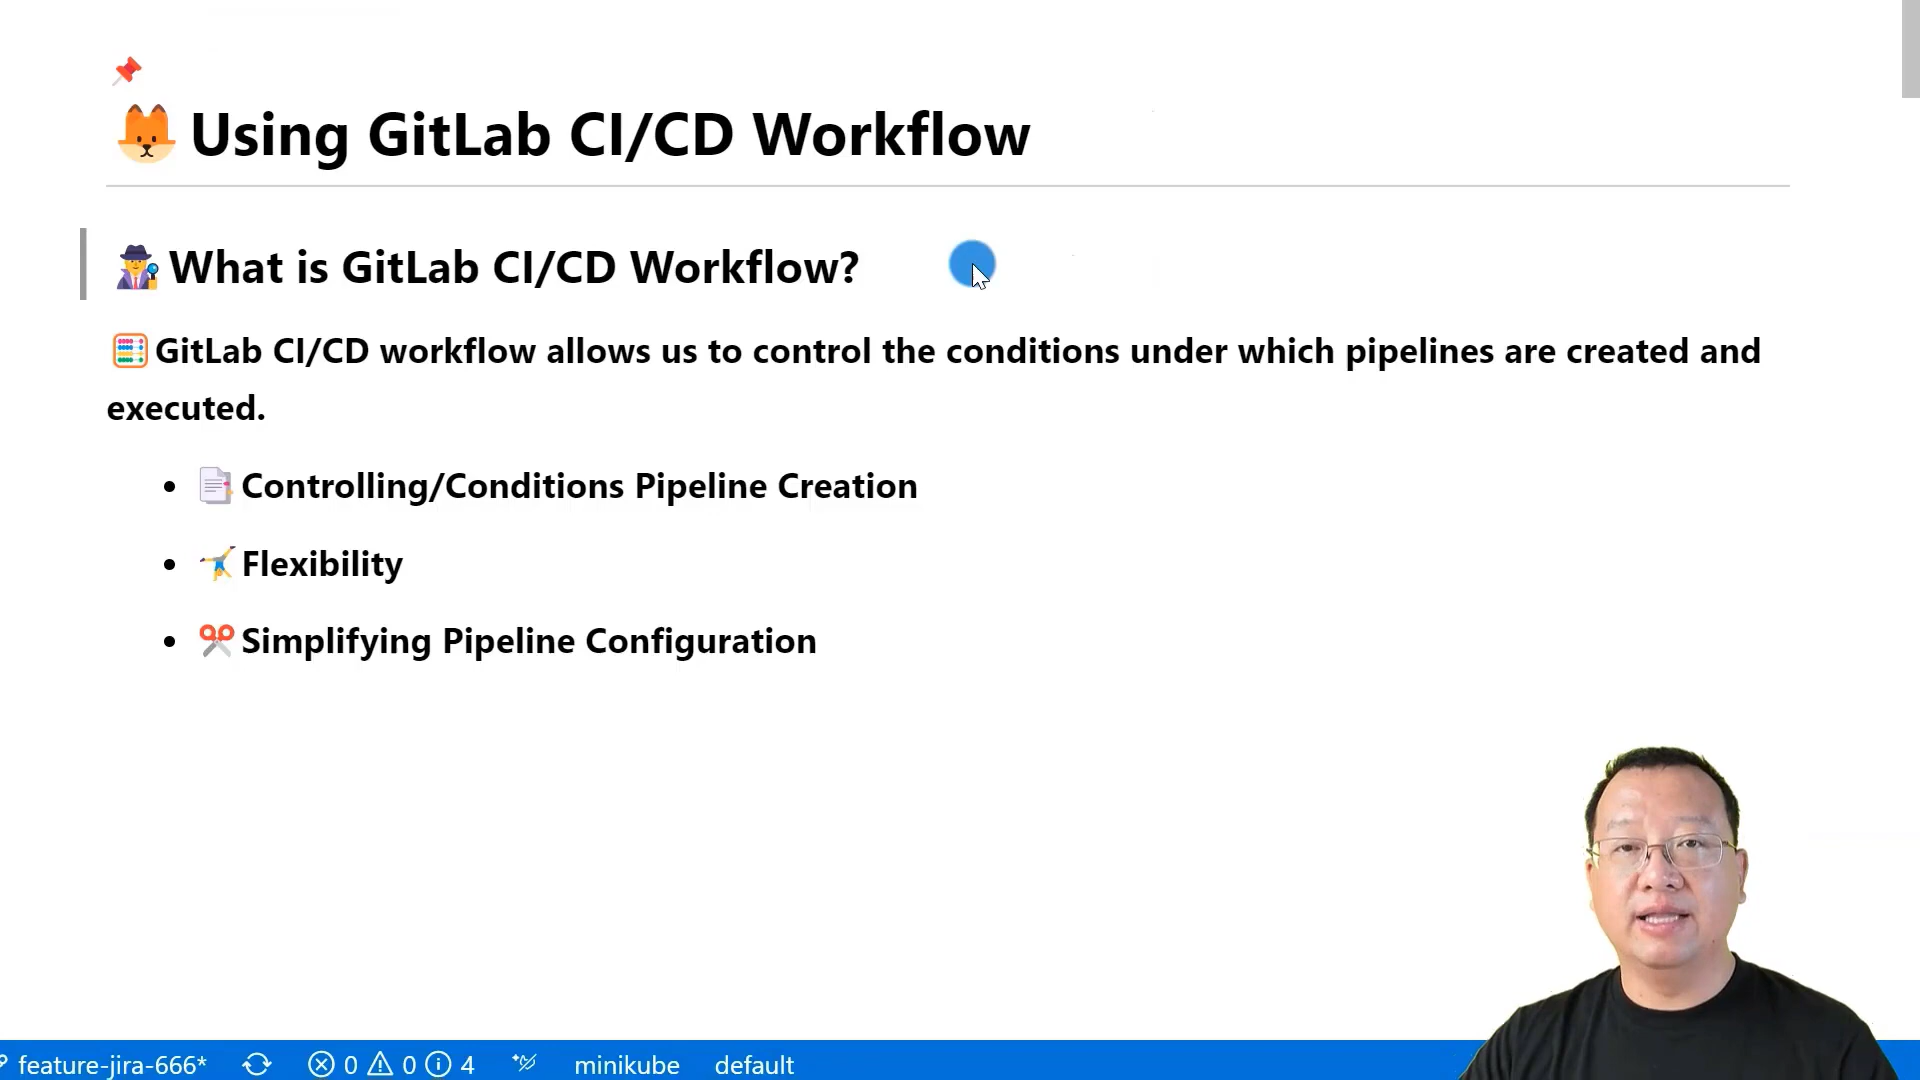 Using GitLab CI/CD Workflow
What is GitLab CI/CD Workflow?
GitLab CI/CD workflow allows us to control the conditions under which pipelines are created and
executed.
Controlling/Conditions Pipeline Creation
Flexibility
Simplifying Pipeline Configuration
feature-jira-666* 0 0 4 minikube default